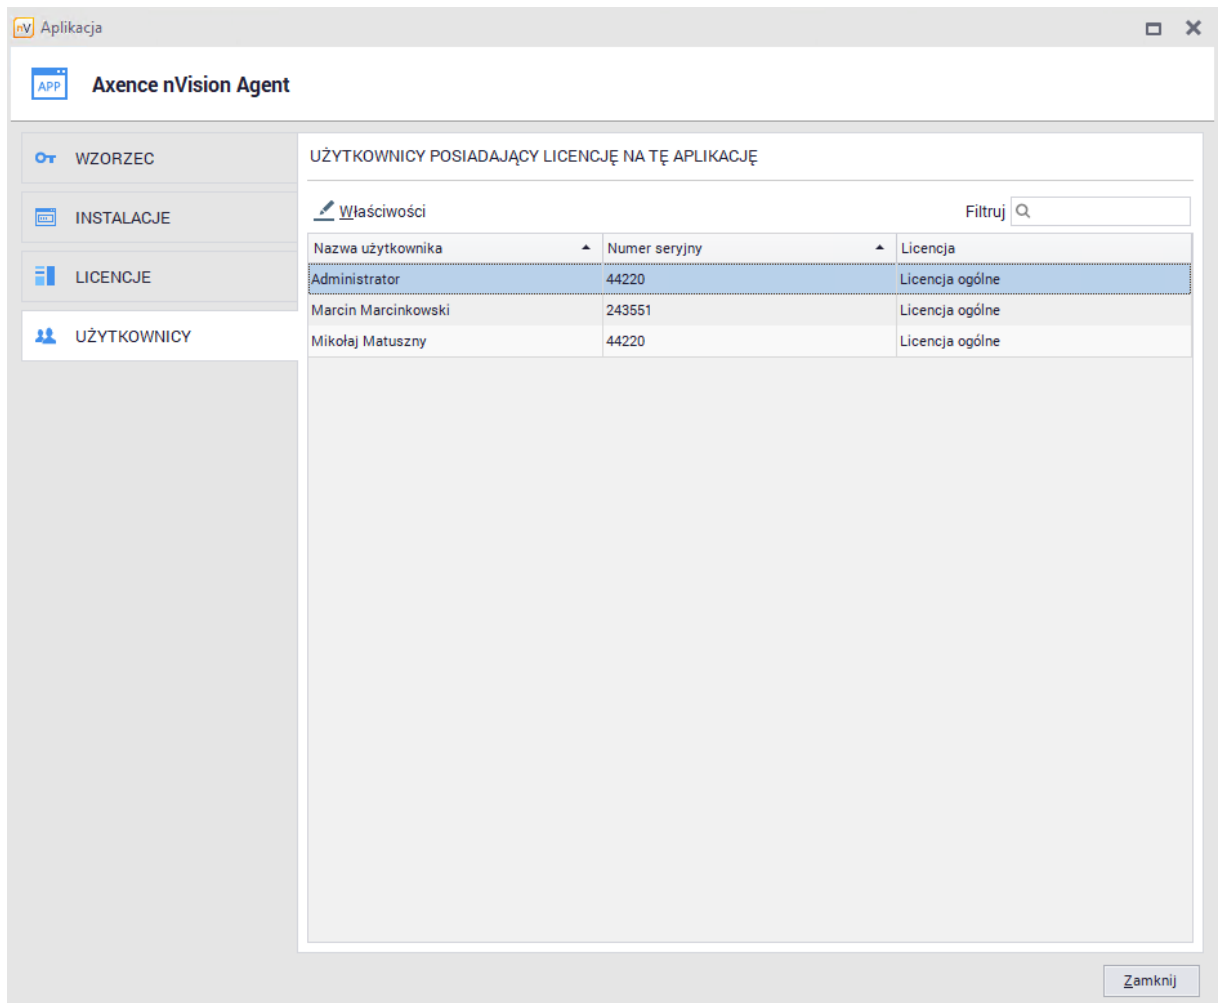 nV Aplikacja
APP Axence nVision Agent
WZORZEC
INSTALACJE
LICENCJE
UŻYTKOWNICY
UŻYTKOWNICY POSIADAJĄCY LICENCJĘ NA TĘ APLIKACJĘ
Właściwości Filtruj
Nazwa użytkownika Numer seryjny Licencja
Administrator 44220 Licencja ogólne
Marcin Marcinkowski 243551 Licencja ogólne
Mikołaj Matuszny 44220 Licencja ogólne
Zamknij